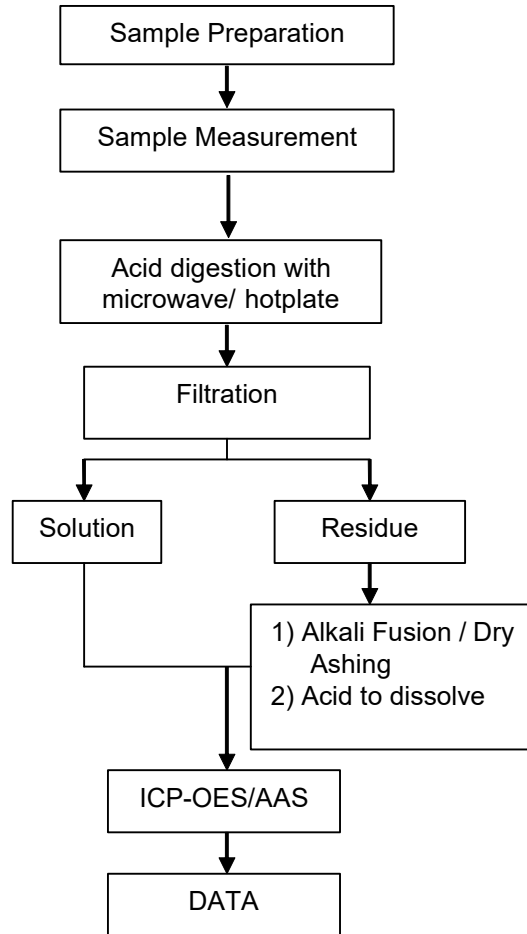 Sample Preparation
Sample Measurement
Acid digestion with
microwave/ hotplate
Filtration
Solution
Residue
1) Alkali Fusion / Dry
Ashing
2) Acid to dissolve
ICP-OES/AAS
DATA